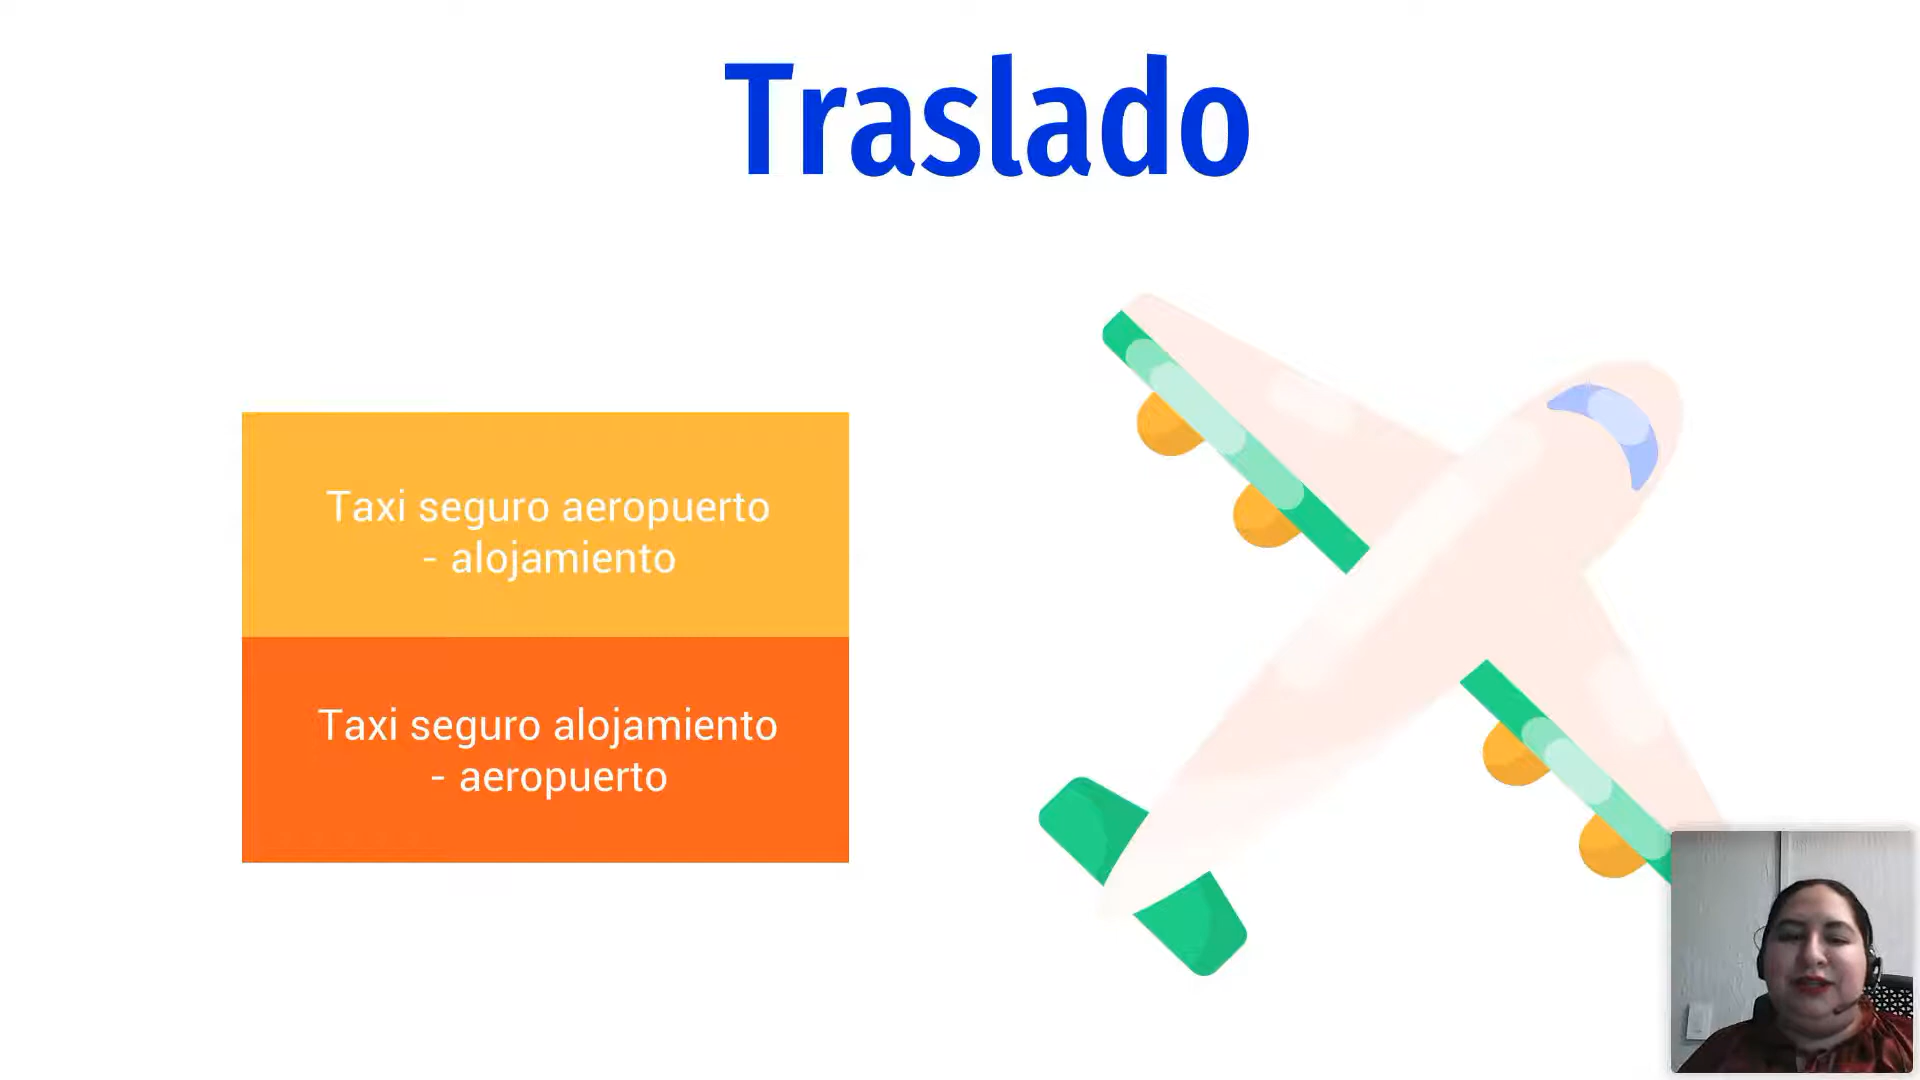 Traslado
Taxi seguro aeropuerto
- alojamiento
Taxi seguro alojamiento
- aeropuerto